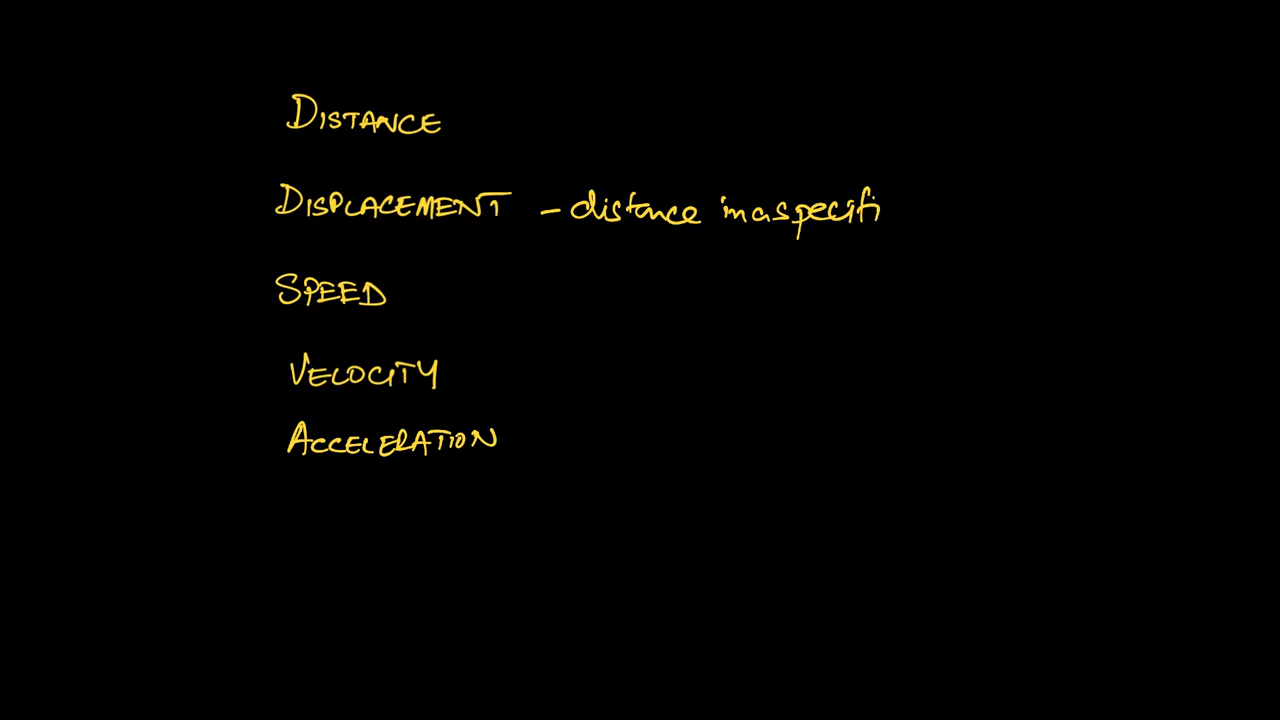 DISTANCE
DISPLACEMENT - distance in a specifi
SPEED
VELOCITY
ACCELERATION